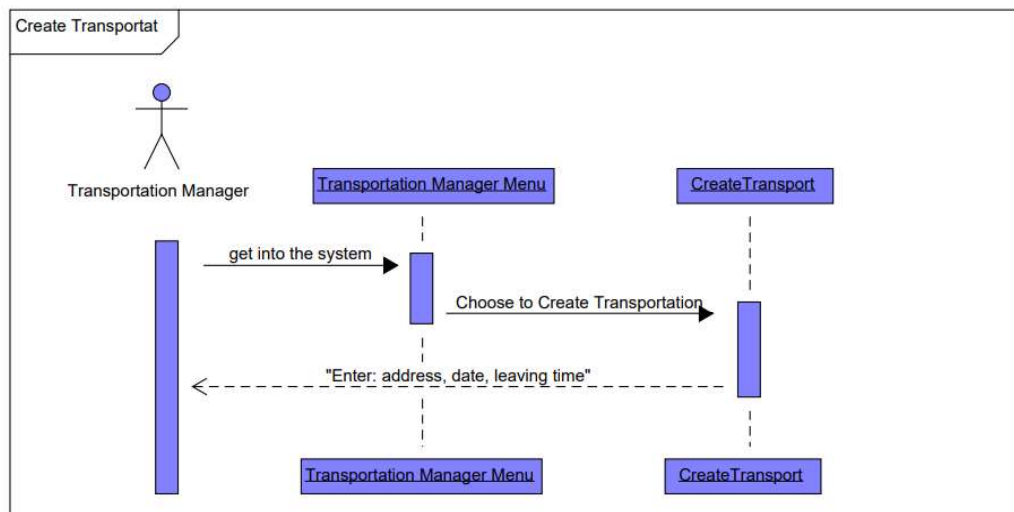 Create Transportat
Transportation Manager
Transportation Manager Menu
CreateTransport
get into the system
Choose to Create Transportation
"Enter: address, date, leaving time"
Transportation Manager Menu
CreateTransport